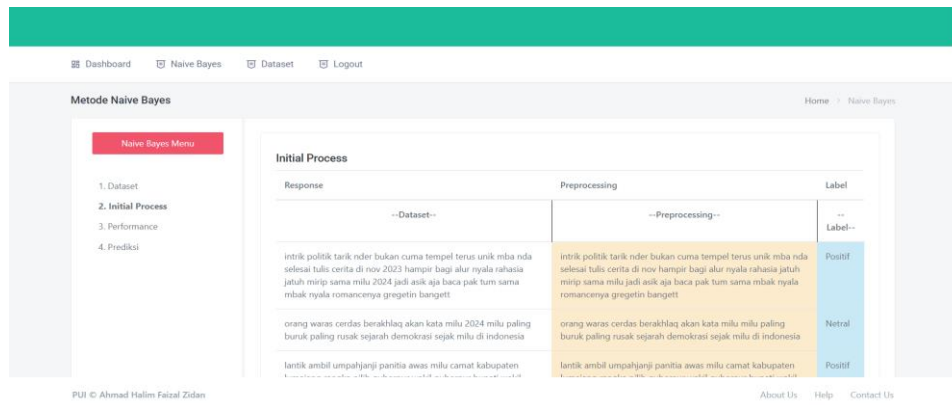 Dashboard Naive Bayes Dataset Logout
Metode Naive Bayes
Home > Naive Bayes
Naive Bayes Menu
1. Dataset
2. Initial Process
3. Performance
4. Prediksi
Initial Process
Response Preprocessing Label
--Dataset-- --Preprocessing-- --
Label--
intrik politik tarik nder bukan cuma tempel terus unik mba nda
selesai tulis cerita di nov 2023 hampir bagi alur nyala rahasia
jatuh mirip sama milu 2024 jadi asik aja baca pak tum sama
mbak nyala romancenya gregetin bangett
intrik politik tarik nder bukan cuma tempel terus unik mba nda
selesai tulis cerita di nov hampir bagi alur nyala rahasia jatuh
mirip sama milu jadi asik aja baca pak tum sama mbak nyala
romancenya gregetin bangett
Positif
orang waras cerdas berakhlaq akan kata milu 2024 milu paling
buruk paling rusak sejarah demokrasi sejak milu di indonesia
orang waras cerdas berakhlaq akan kata milu milu paling
buruk paling rusak sejarah demokrasi sejak milu di indonesia
Netral
lantik ambil umpahjanji panitia awas milu camat kabupaten
lantik ambil umpahjanji panitia awas milu camat kabupaten
Positif
PUI © Ahmad Halim Faizal Zidan
About Us Help Contact Us